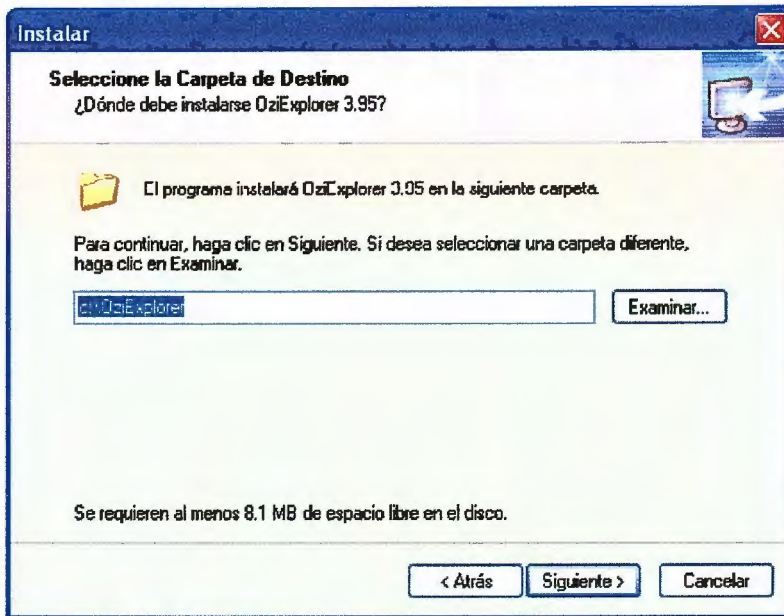 Instalar
Seleccione la Carpeta de Destino
¿Dónde debe instalarse OziExplorer 3.95?
El programa instalará OziExplorer 3.95 en la siguiente carpeta.
Para continuar, haga clic en Siguiente. Si desea seleccionar una carpeta diferente,
haga clic en Examinar.
c:\OziExplorer
Examinar...
Se requieren al menos 8.1 MB de espacio libre en el disco.
< Atrás
Siguiente >
Cancelar